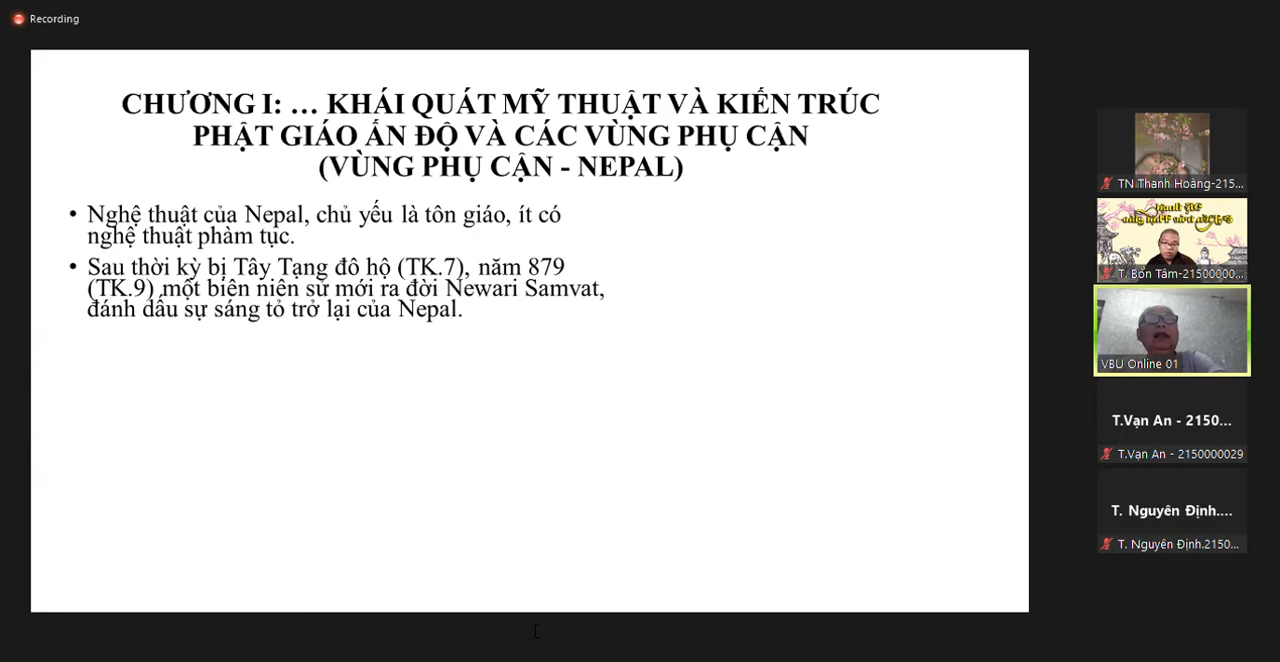 Recording
CHƯƠNG I: … KHÁI QUÁT MỸ THUẬT VÀ KIẾN TRÚC
PHẬT GIÁO ẤN ĐỘ VÀ CÁC VÙNG PHỤ CẬN
(VÙNG PHỤ CẬN - NEPAL)
• Nghệ thuật của Nepal, chủ yếu là tôn giáo, ít có
nghệ thuật phàm tục.
• Sau thời kỳ bị Tây Tạng đô hộ (TK.7), năm 879
(TK.9) một biên niên sử mới ra đời Newari Samvat,
đánh dấu sự sáng tỏ trở lại của Nepal.
TN Thanh Hoàng-215...
T. Bổn Tâm-21500000...
VBU Online 01
T.Vạn An - 2150...
T.Vạn An - 2150000029
T. Nguyên Định....
T. Nguyên Định.2150...